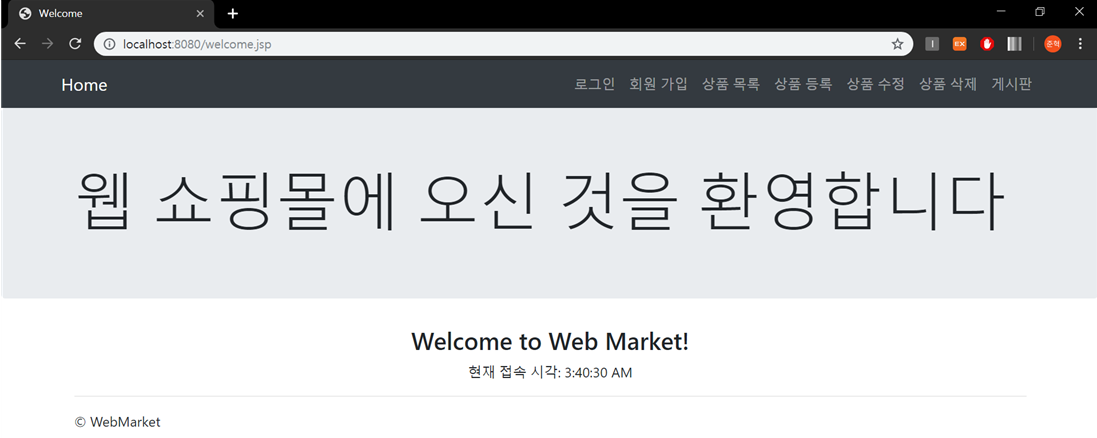 Welcome
localhost:8080/welcome.jsp
EX
준혁
Home 로그인 회원 가입 상품 목록 상품 등록 상품 수정 상품 삭제 게시판
웹 쇼핑몰에 오신 것을 환영합니다
Welcome to Web Market!
현재 접속 시각: 3:40:30 AM
© WebMarket